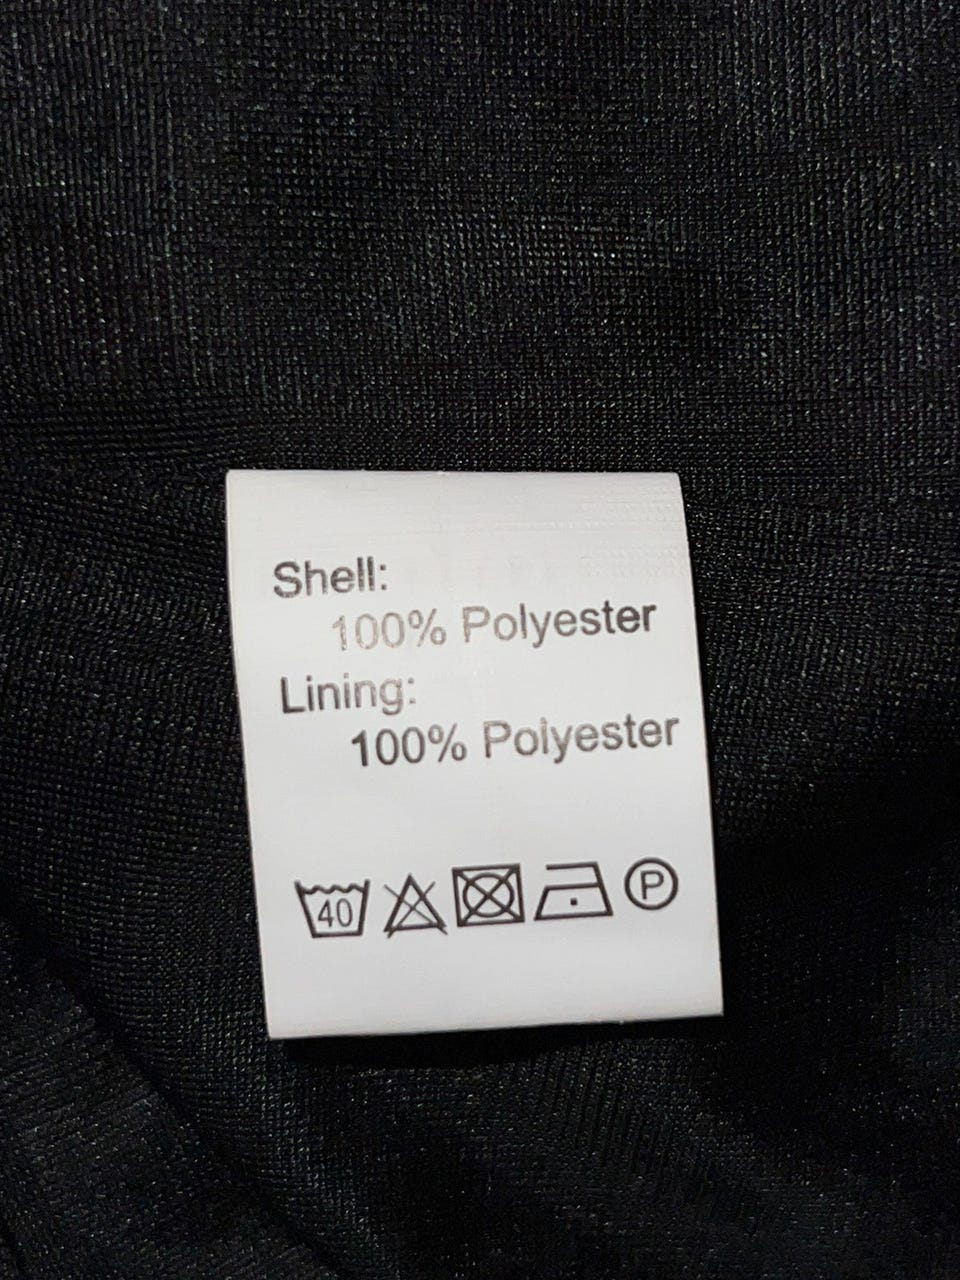 Shell:
100% Polyester
Lining:
100% Polyester
40 P